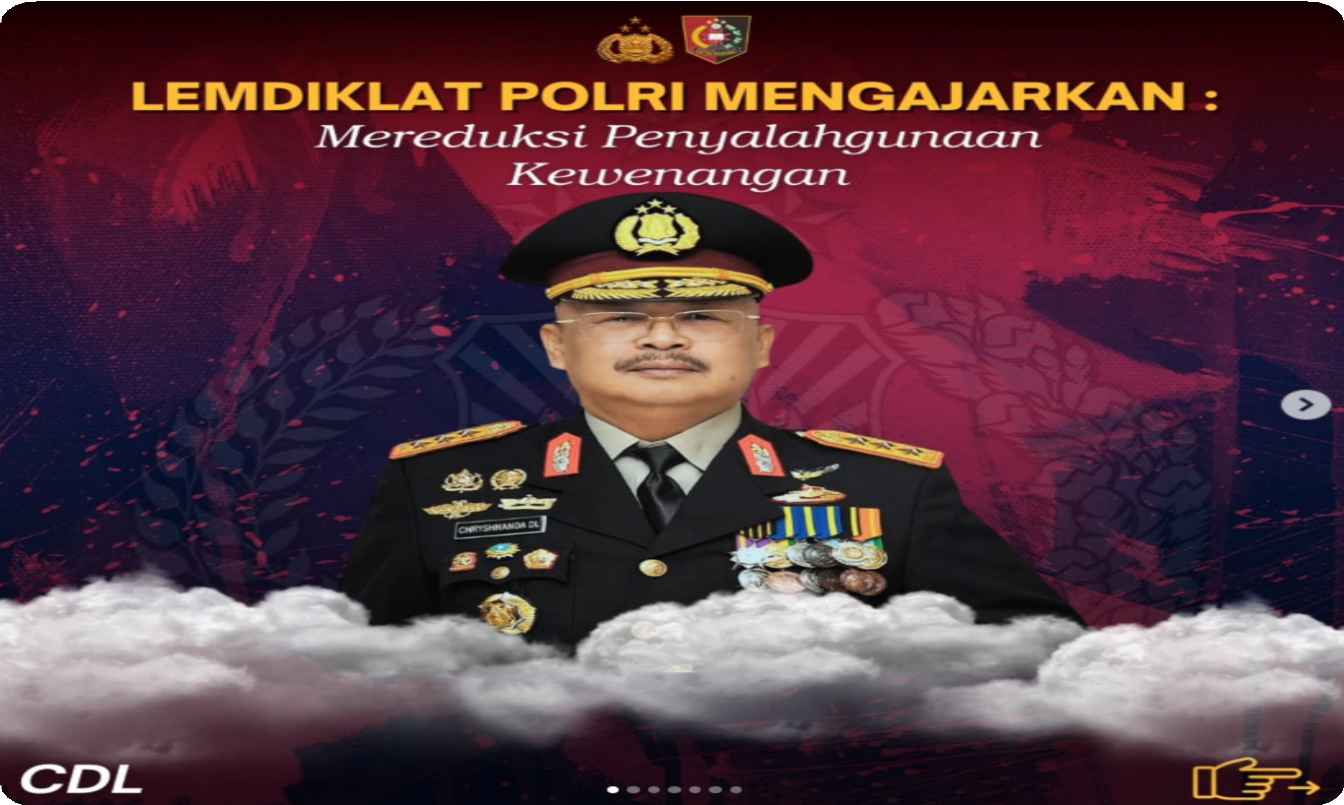 LEMDIKLAT POLRI MENGAJARKAN :
Mereduksi Penyalahgunaan
Kewenangan
CHRYSHNANDA DL
CDL